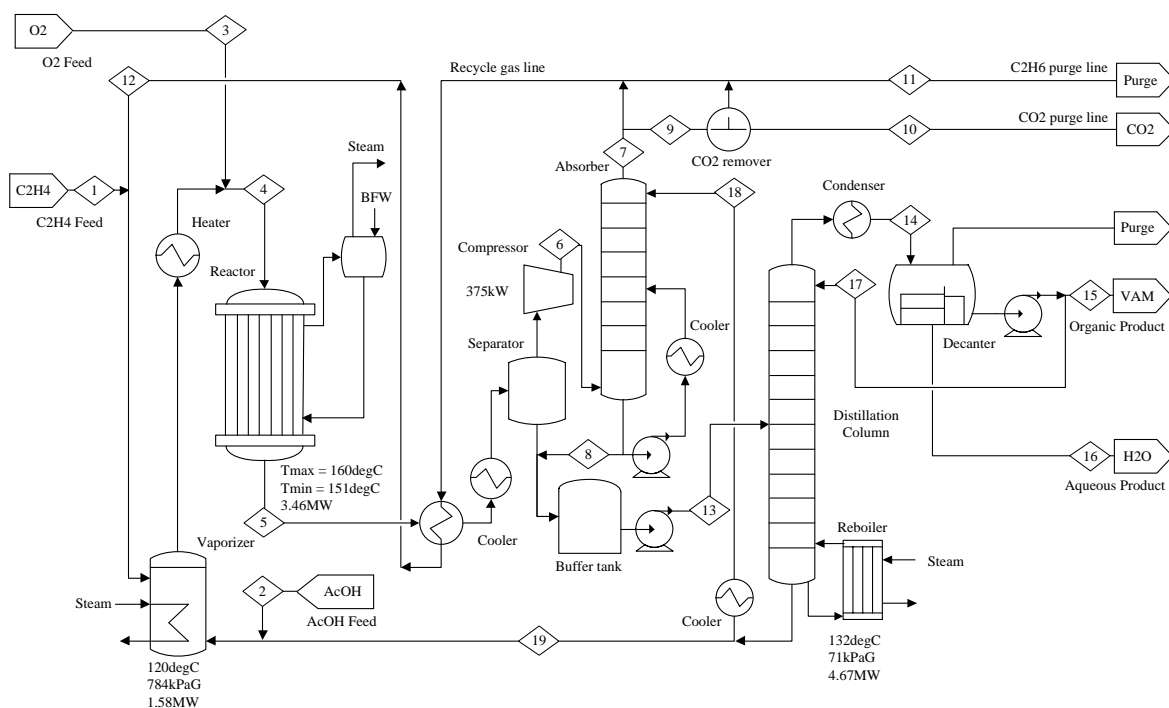 O2
3
O2 Feed
12
Recycle gas line
C2H6 purge line
11
Purge
CO2 purge line
9
10
CO2
CO2 remover
Steam
7
Absorber
C2H4
1
C2H4 Feed
4
BFW
18
Condenser
14
Purge
Heater
Compressor
6
375kW
Reactor
17
15
VAM
Organic Product
Decanter
Cooler
Separator
Distillation
Column
8
16
H2O
Aqueous Product
Tmax = 160degC
Tmin = 151degC
3.46MW
5
13
Vaporizer
Cooler
Buffer tank
Reboiler
Steam
2
AcOH
AcOH Feed
Steam
Cooler
19
120degC
784kPaG
1.58MW
132degC
71kPaG
4.67MW